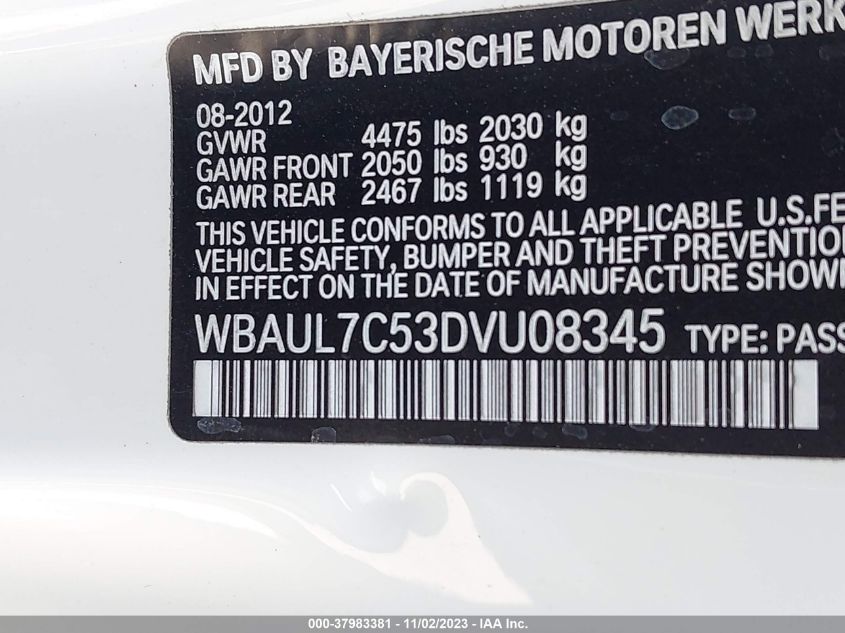 MFD BY BAYERISCHE MOTOREN WERK
08-2012
GVWR 4475 lbs 2030 kg
GAWR FRONT 2050 lbs 930 kg
GAWR REAR 2467 lbs 1119 kg
THIS VEHICLE CONFORMS TO ALL APPLICABLE U.S.FE
VEHICLE SAFETY, BUMPER AND THEFT PREVENTIO
IN EFFECT ON THE DATE OF MANUFACTURE SHOW
WBAUL7C53DVU08345 TYPE: PASS
000-37983381 - 11/02/2023 - IAA Inc.